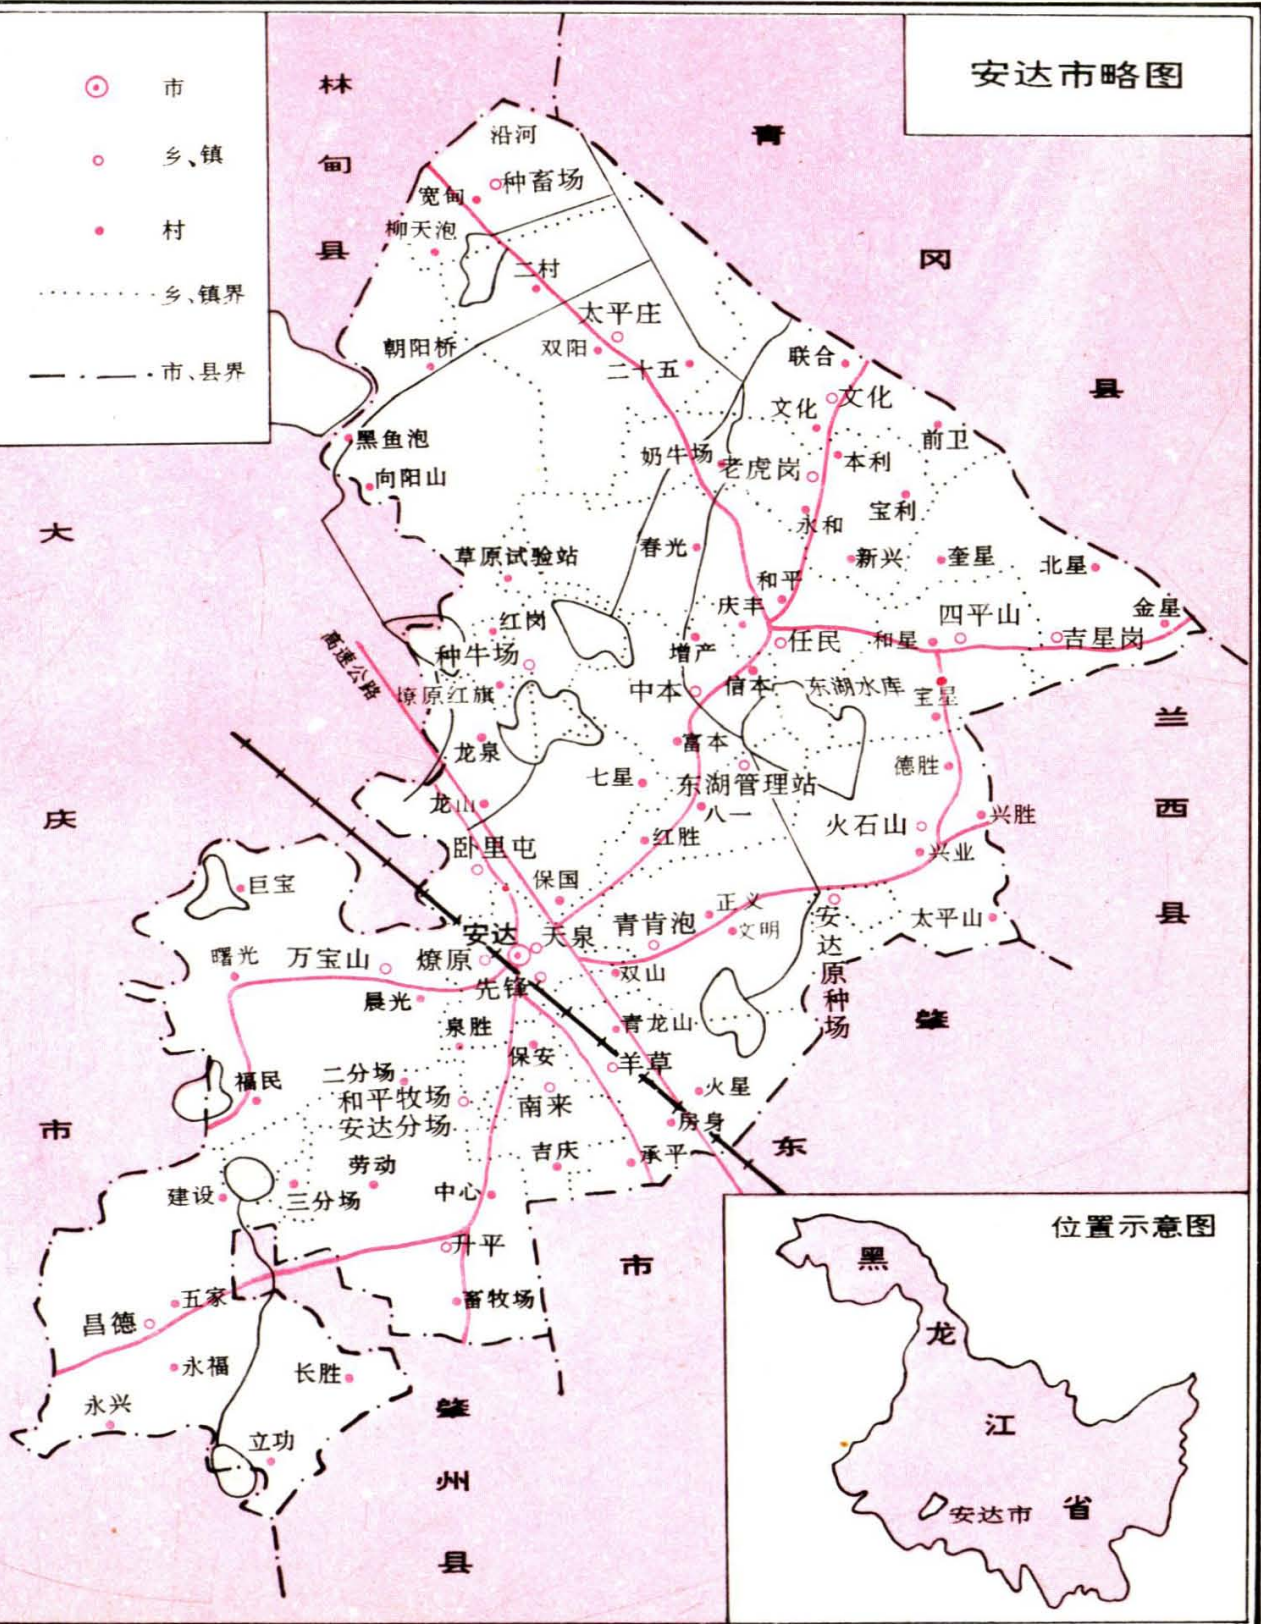 安达市略图
市
乡、镇
村
乡、镇界
市、县界
林甸县
青冈县
兰西县
肇东市
肇州县
大庆市
沿河
种畜场
宽甸
柳天泡
二村
太平庄
朝阳桥
双阳
二十五
联合
文化
文化
前卫
黑鱼泡
向阳山
奶牛场
老虎岗
本利
宝利
永和
草原试验站
春光
新兴
奎星
北星
和平
庆丰
四平山
金星
红岗
种牛场
增产
任民
和星
吉星岗
高速公路
燎原红旗
中本
信本
东湖水库
宝星
龙泉
富本
七星
东湖管理站
德胜
龙山
八一
火石山
兴胜
卧里屯
红胜
兴业
巨宝
保国
正义
青肯泡
文明
安达原种场
太平山
安达
天泉
曙光
万宝山
燎原
先锋
双山
晨光
泉胜
青龙山
保安
羊草
福民
二分场
和平牧场
安达分场
南来
火星
房身
劳动
吉庆
承平
建设
三分场
中心
升平
五家
畜牧场
昌德
永福
长胜
永兴
立功
位置示意图
黑龙江省
安达市